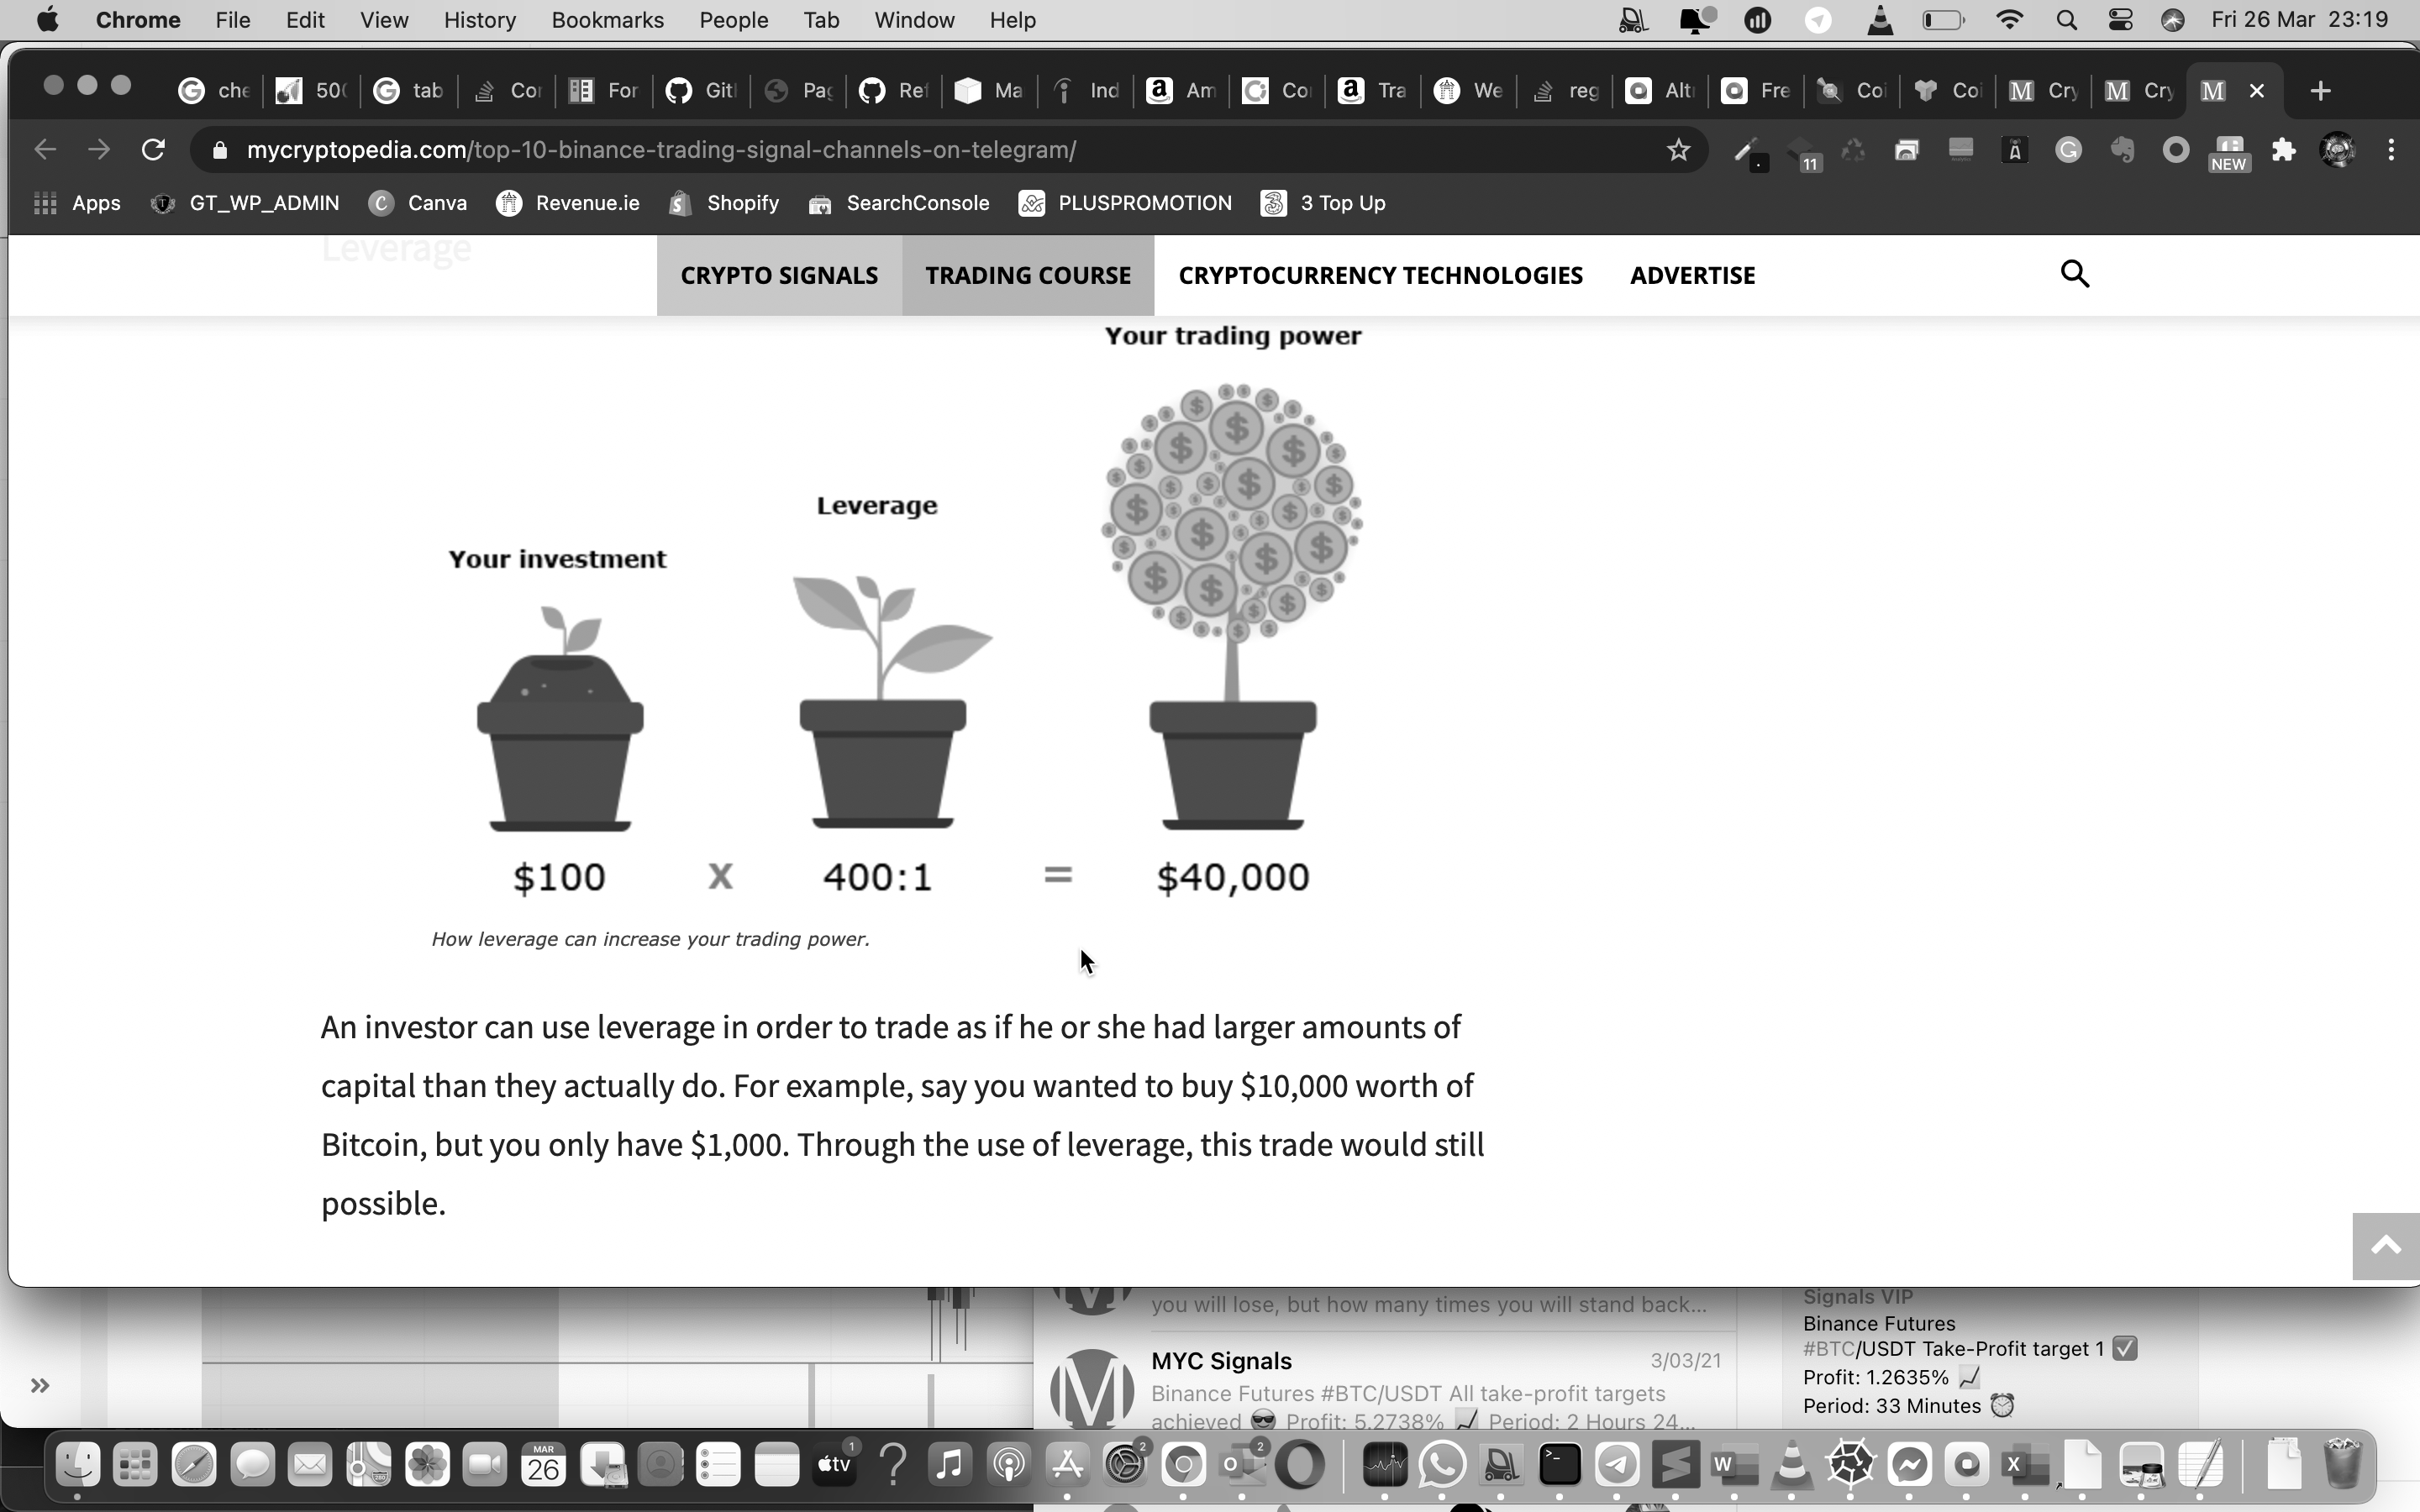 Chrome File Edit View History Bookmarks People Tab Window Help Fri 26 Mar 23:19
che 50 tab Cor For Git Pag Ref Ma Ind Am Co Tra We reg Alt Fre Coi Coi Cry Cry
mycryptopedia.com/top-10-binance-trading-signal-channels-on-telegram/
11 NEW
Apps GT_WP_ADMIN Canva Revenue.ie Shopify SearchConsole PLUSPROMOTION 3 Top Up
Leverage
CRYPTO SIGNALS TRADING COURSE CRYPTOCURRENCY TECHNOLOGIES ADVERTISE
Your trading power
Leverage
Your investment
$100 X 400:1 = $40,000
How leverage can increase your trading power.
An investor can use leverage in order to trade as if he or she had larger amounts of
capital than they actually do. For example, say you wanted to buy $10,000 worth of
Bitcoin, but you only have $1,000. Through the use of leverage, this trade would still
possible.
you will lose, but how many times you will stand back...
MYC Signals 3/03/21
Binance Futures #BTC/USDT All take-profit targets
achieved 😎 Profit: 5.2738% 📈 Period: 2 Hours 24...
Signals VIP
Binance Futures
#BTC/USDT Take-Profit target 1 ☑️
Profit: 1.2635% 📈
Period: 33 Minutes ⏰
MAR
26
tv 1
2
2